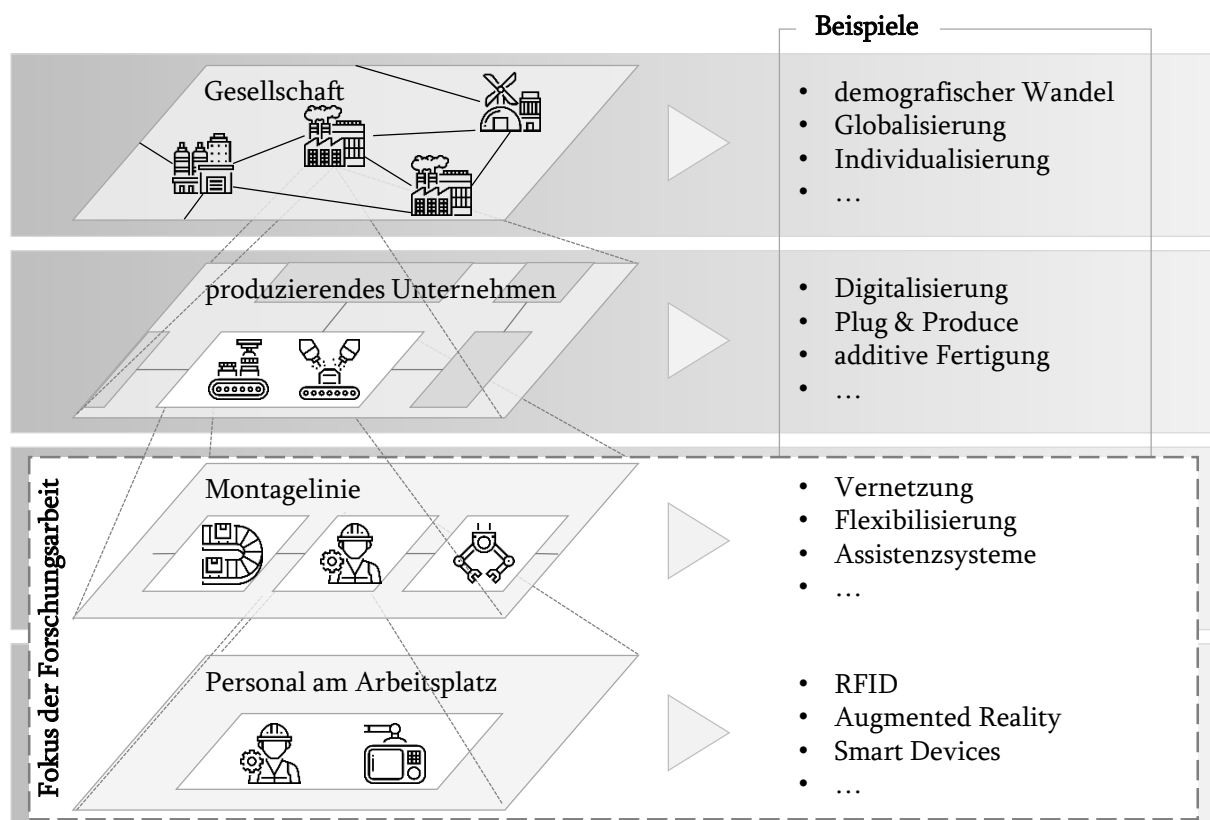 Beispiele
Gesellschaft
• demografischer Wandel
• Globalisierung
• Individualisierung
• …
produzierendes Unternehmen
• Digitalisierung
• Plug & Produce
• additive Fertigung
• …
Fokus der Forschungsarbeit
Montagelinie
• Vernetzung
• Flexibilisierung
• Assistenzsysteme
• …
Personal am Arbeitsplatz
• RFID
• Augmented Reality
• Smart Devices
• …